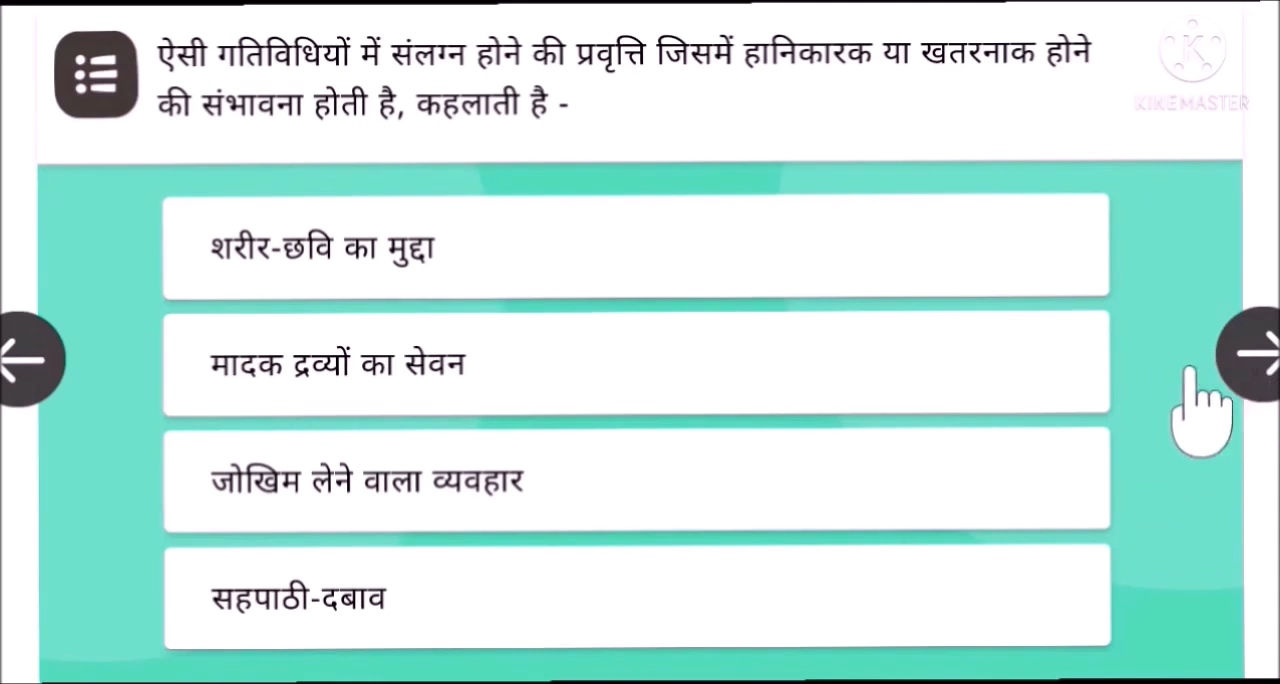 ऐसी गतिविधियों में संलग्न होने की प्रवृत्ति जिसमें हानिकारक या खतरनाक होने
की संभावना होती है, कहलाती है -
K
KINEMASTER
शरीर-छवि का मुद्दा
मादक द्रव्यों का सेवन
जोखिम लेने वाला व्यवहार
सहपाठी-दबाव